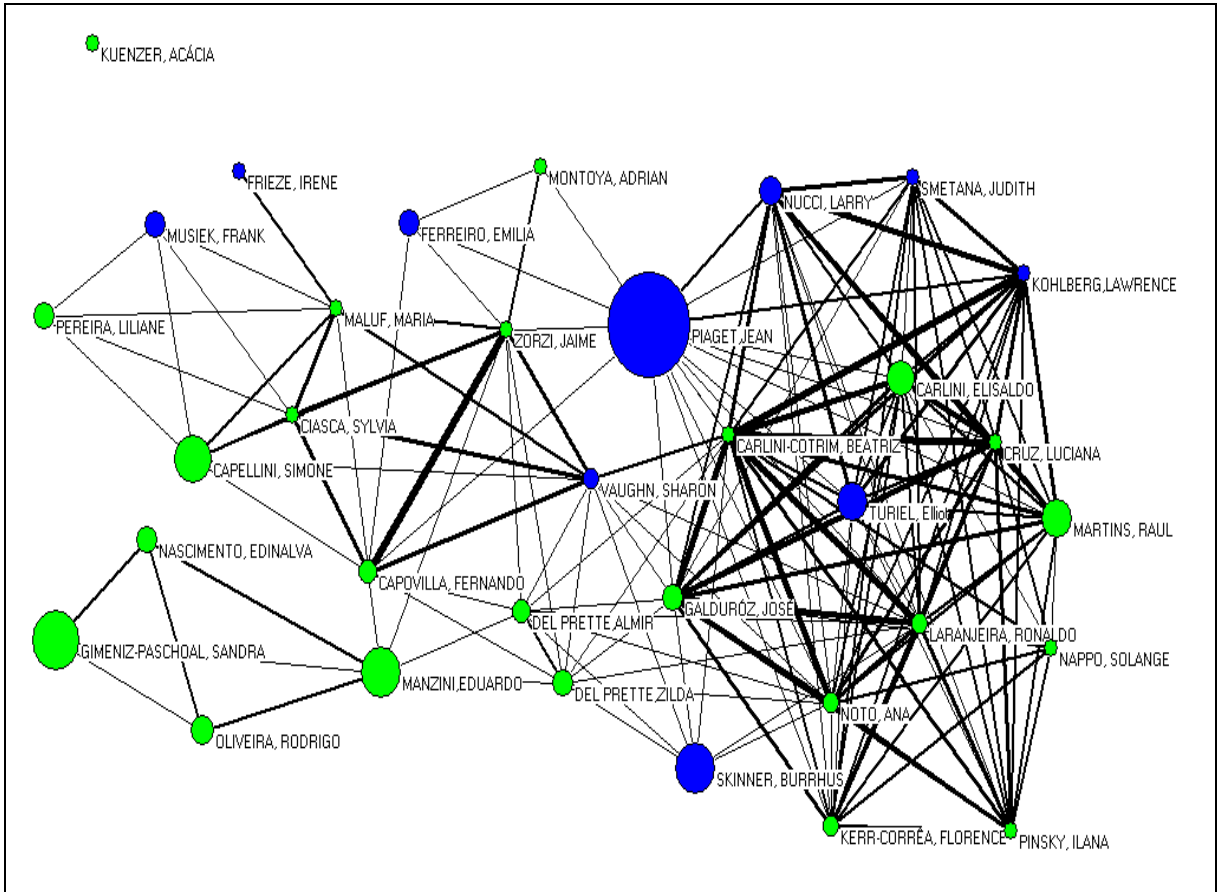 KUENZER, ACÁCIA
FRIEZE, IRENE
MONTOYA, ADRIAN
NUCCI, LARRY
SMETANA, JUDITH
MUSIEK, FRANK
FERREIRO, EMILIA
KOHLBERG,LAWRENCE
PEREIRA, LILIANE
MALUF, MARIA
ZORZI, JAIME
PIAGET,JEAN
CARLINI, ELISALDO
CIASCA, SYLVIA
CARLINI-COTRIM, BEATRIZ
CRUZ, LUCIANA
CAPELLINI, SIMONE
VAUGHN, SHARON
TURIEL, Elliot
MARTINS, RAUL
NASCIMENTO, EDINALVA
CAPOVILLA, FERNANDO
DEL PRETTE,ALMIR
GALDURÓZ, JOSÉ
LARANJEIRA, RONALDO
GIMENIZ-PASCHOAL, SANDRA
MANZINI,EDUARDO
DEL PRETTE,ZILDA
NAPPO, SOLANGE
NOTO, ANA
OLIVEIRA, RODRIGO
SKINNER, BURRHUS
KERR-CORRÊA, FLORENCE
PINSKY, ILANA